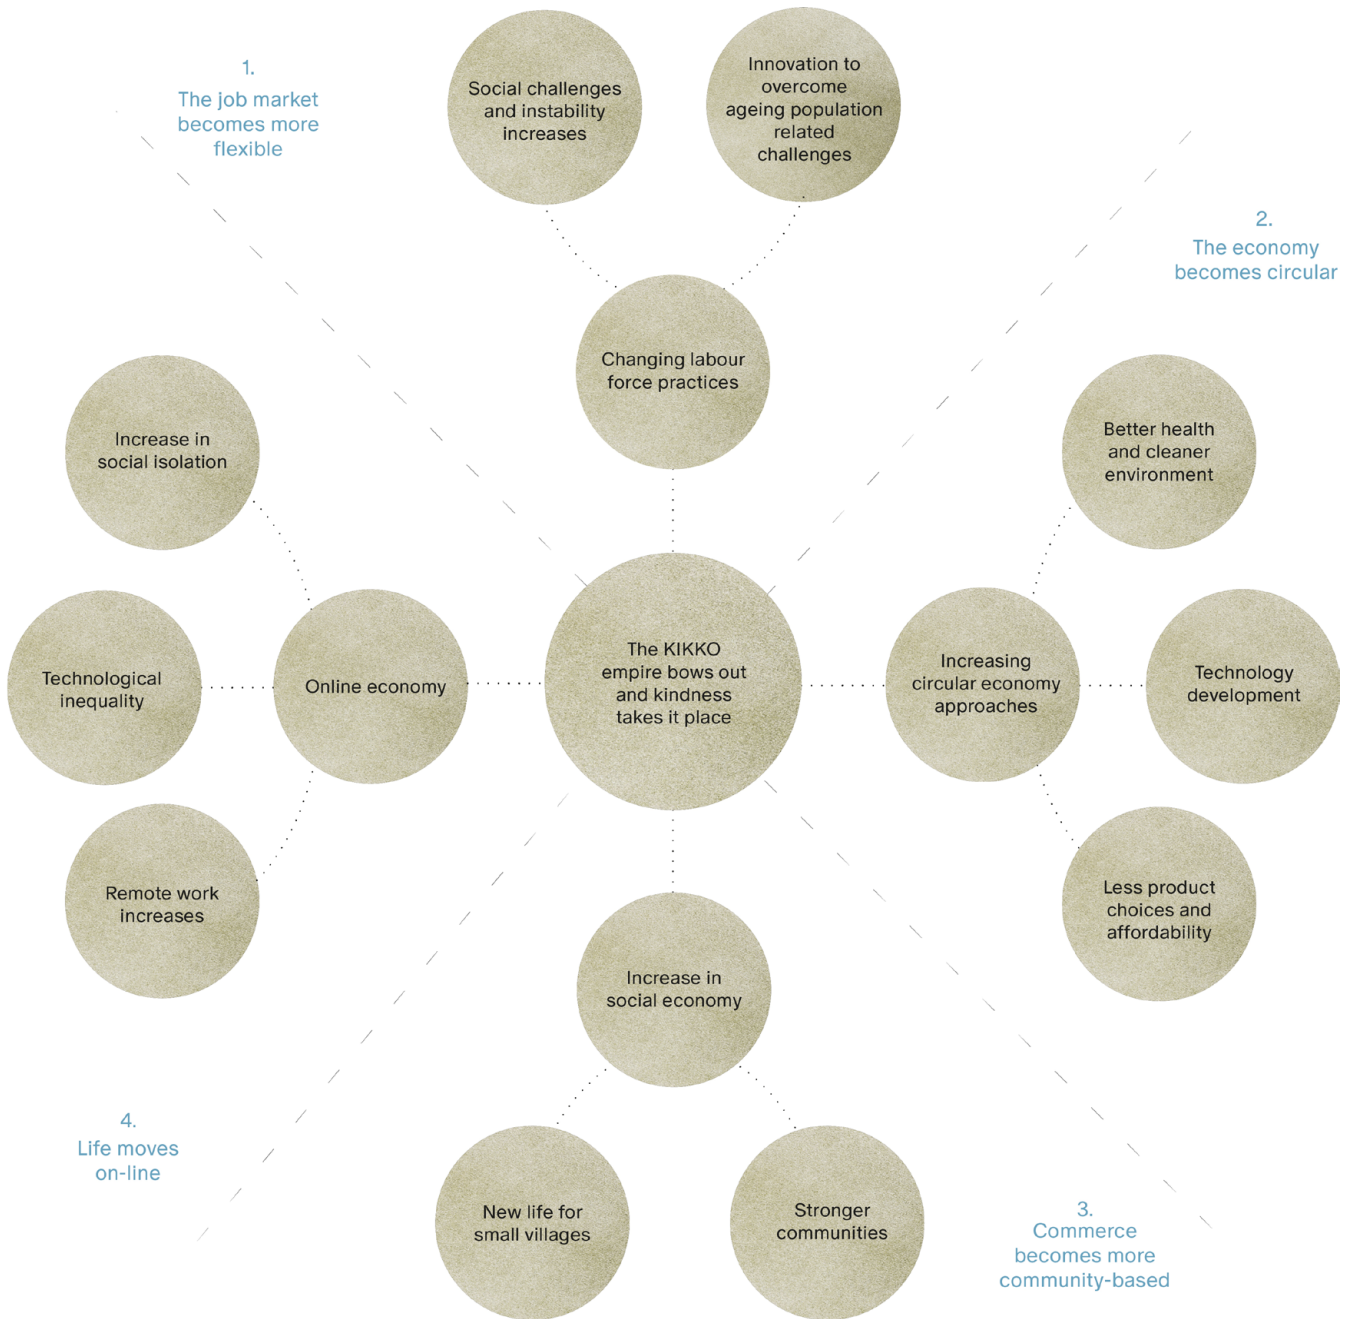 1.
The job market
becomes more
flexible
Social challenges
and instability
increases
Innovation to
overcome
ageing population
related
challenges
2.
The economy
becomes circular
Changing labour
force practices
Increase in
social isolation
Better health
and cleaner
environment
Technological
inequality
Online economy
The KIKKO
empire bows out
and kindness
takes it place
Increasing
circular economy
approaches
Technology
development
Remote work
increases
Less product
choices and
affordability
Increase in
social economy
4.
Life moves
on-line
New life for
small villages
Stronger
communities
3.
Commerce
becomes more
community-based